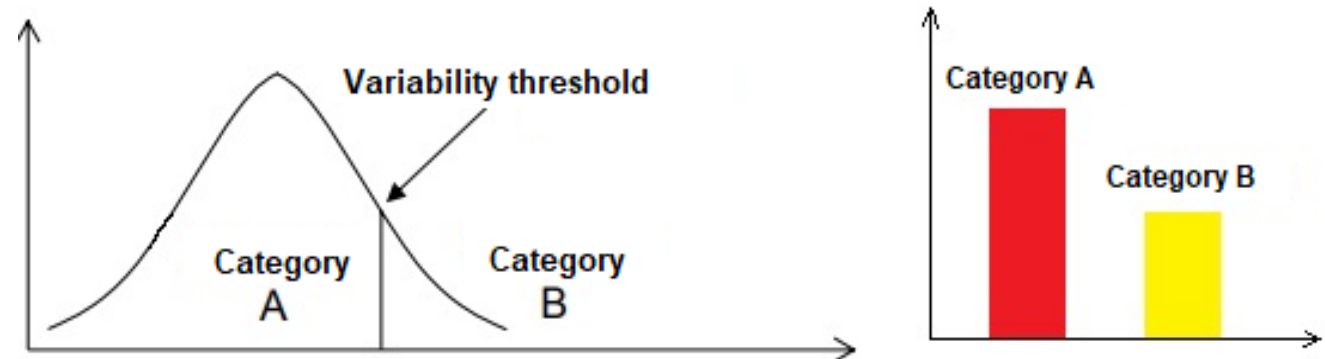 Variability threshold
Category
A
Category
B
Category A
Category B